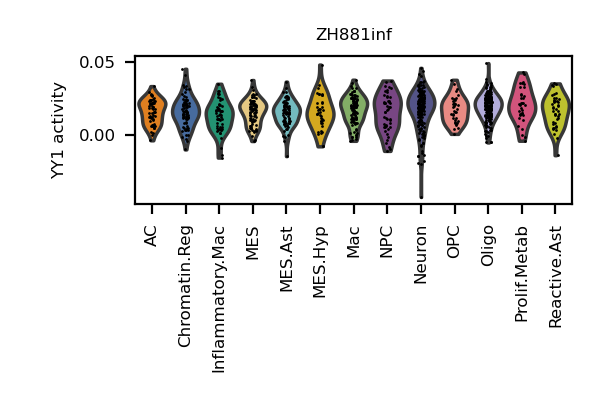 ZH881inf
0.05
0.00
YY1 activity
AC
Chromatin.Reg
Inflammatory.Mac
MES
MES.Ast
MES.Hyp
Mac
NPC
Neuron
OPC
Oligo
Prolif.Metab
Reactive.Ast